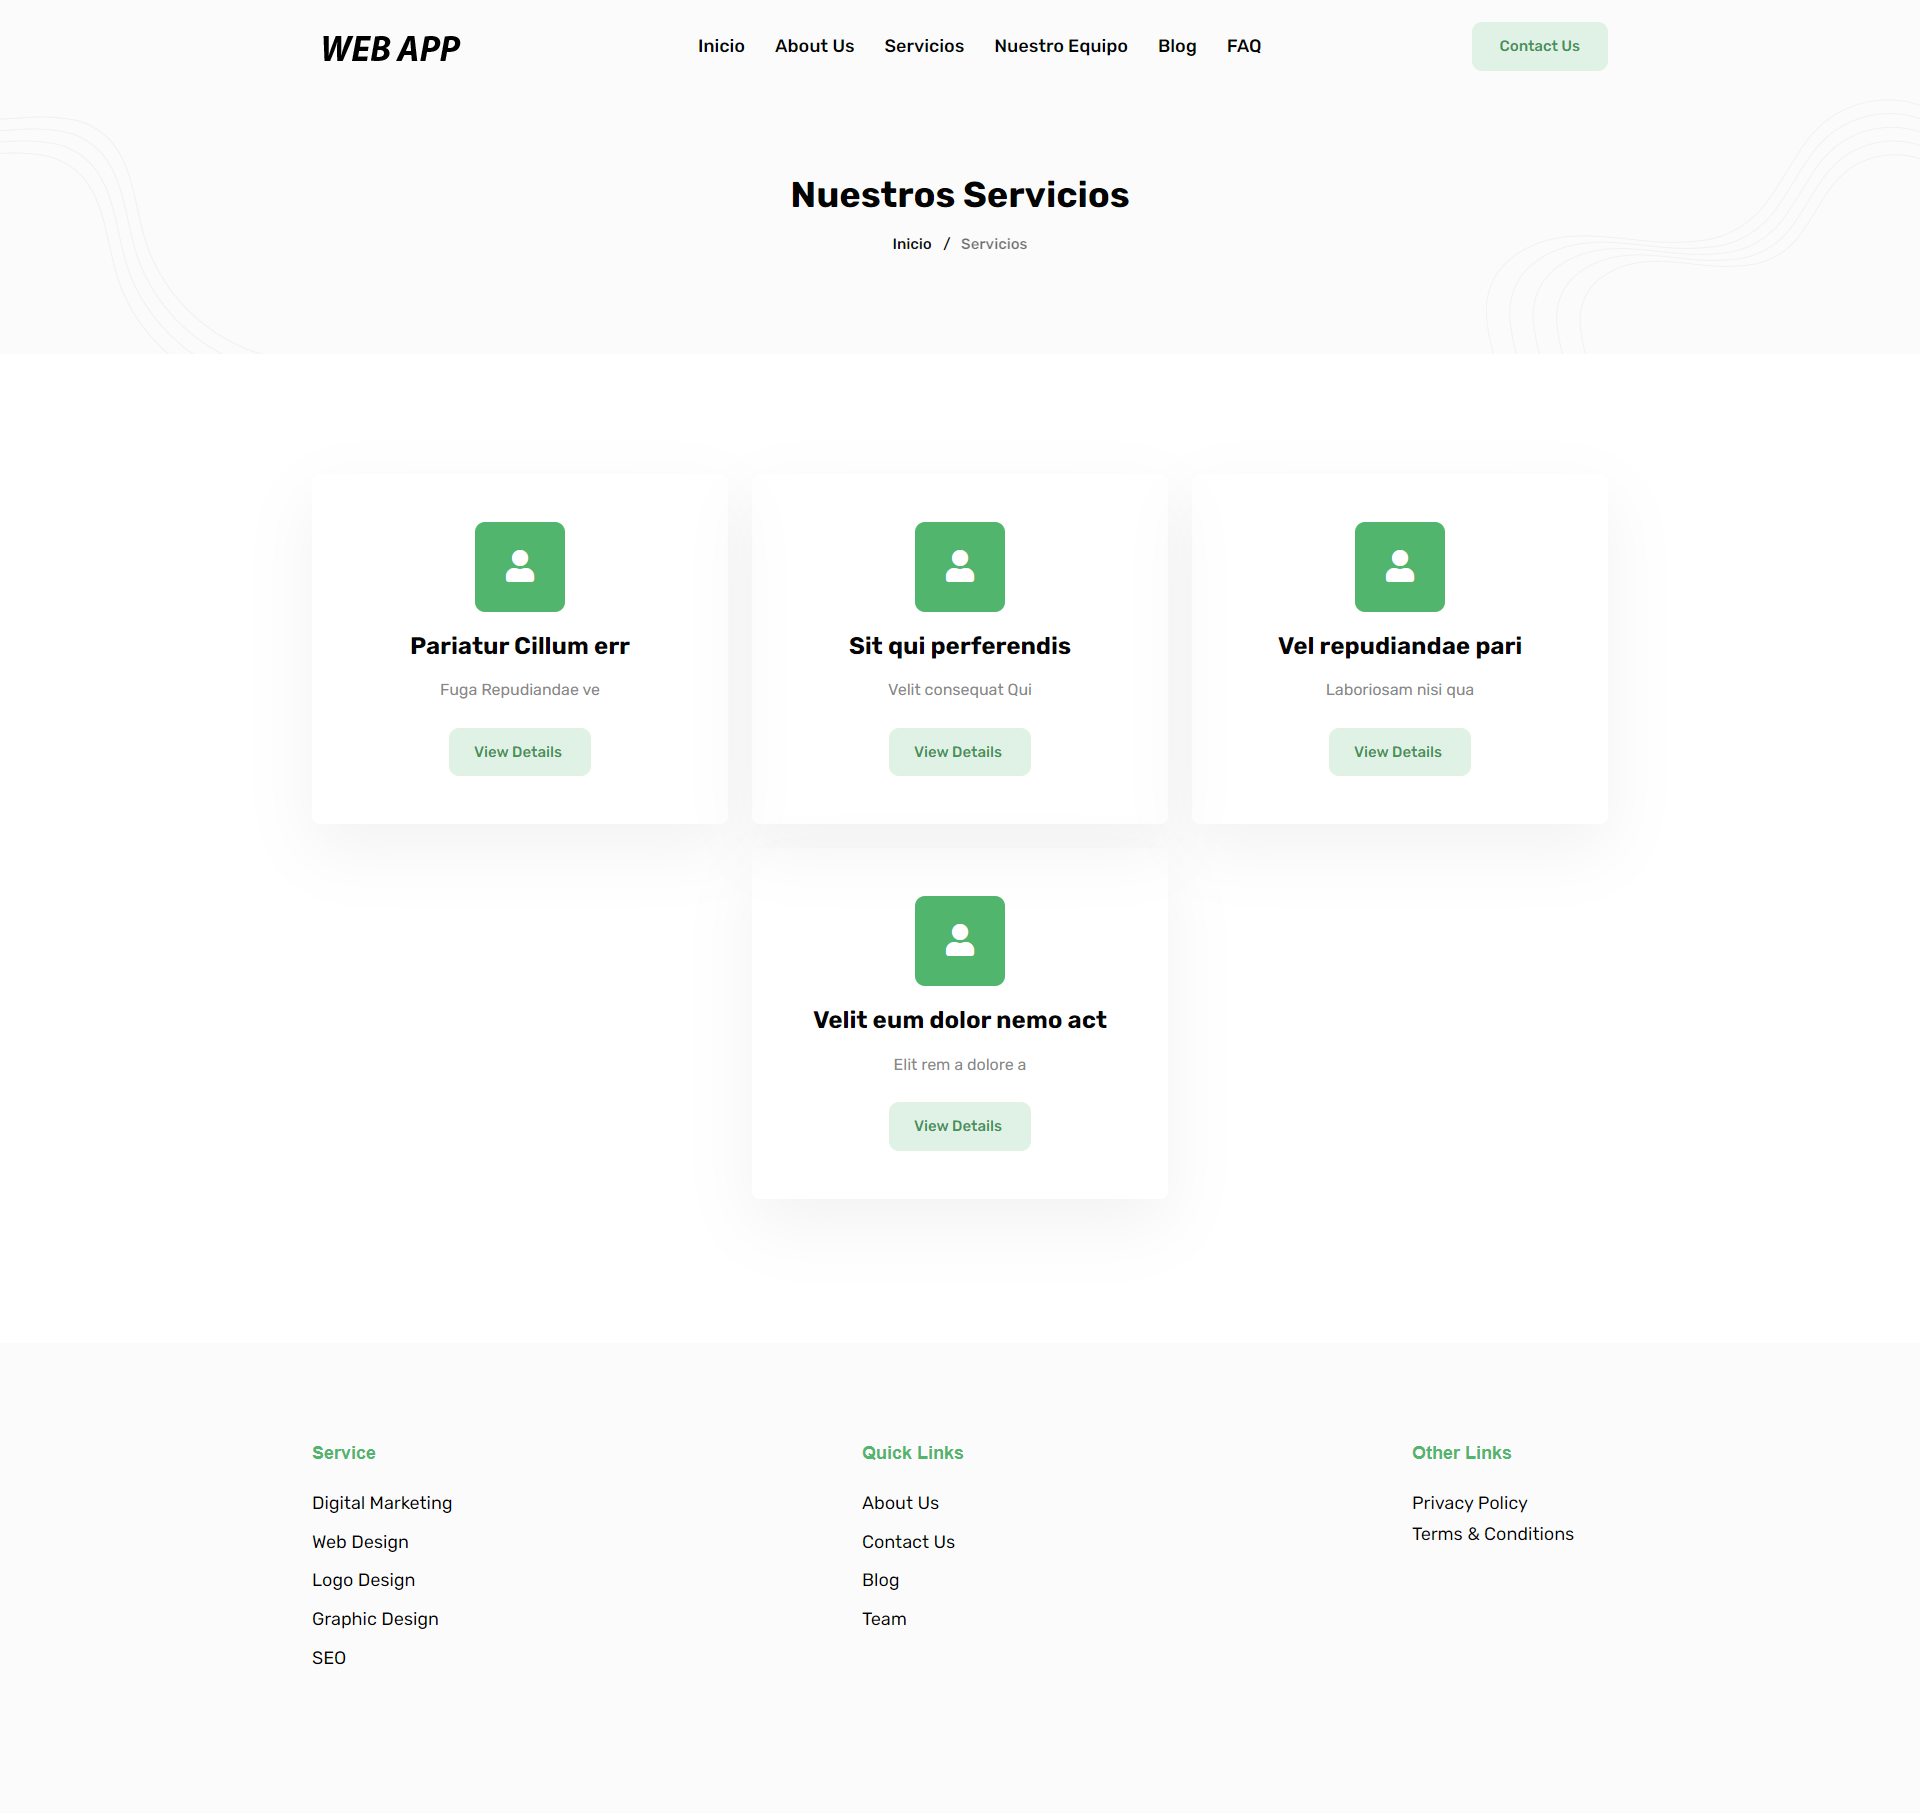 WEB APP
Inicio About Us Servicios Nuestro Equipo Blog FAQ
Contact Us
Nuestros Servicios
Inicio / Servicios
Pariatur Cillum err
Fuga Repudiandae ve
View Details
Sit qui perferendis
Velit consequat Qui
View Details
Vel repudiandae pari
Laboriosam nisi qua
View Details
Velit eum dolor nemo act
Elit rem a dolore a
View Details
Service
Digital Marketing
Web Design
Logo Design
Graphic Design
SEO
Quick Links
About Us
Contact Us
Blog
Team
Other Links
Privacy Policy
Terms & Conditions